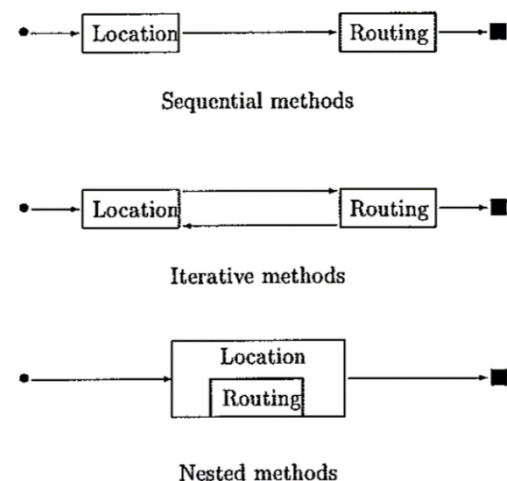 Location Routing
Sequential methods
Location Routing
Iterative methods
Location
Routing
Nested methods